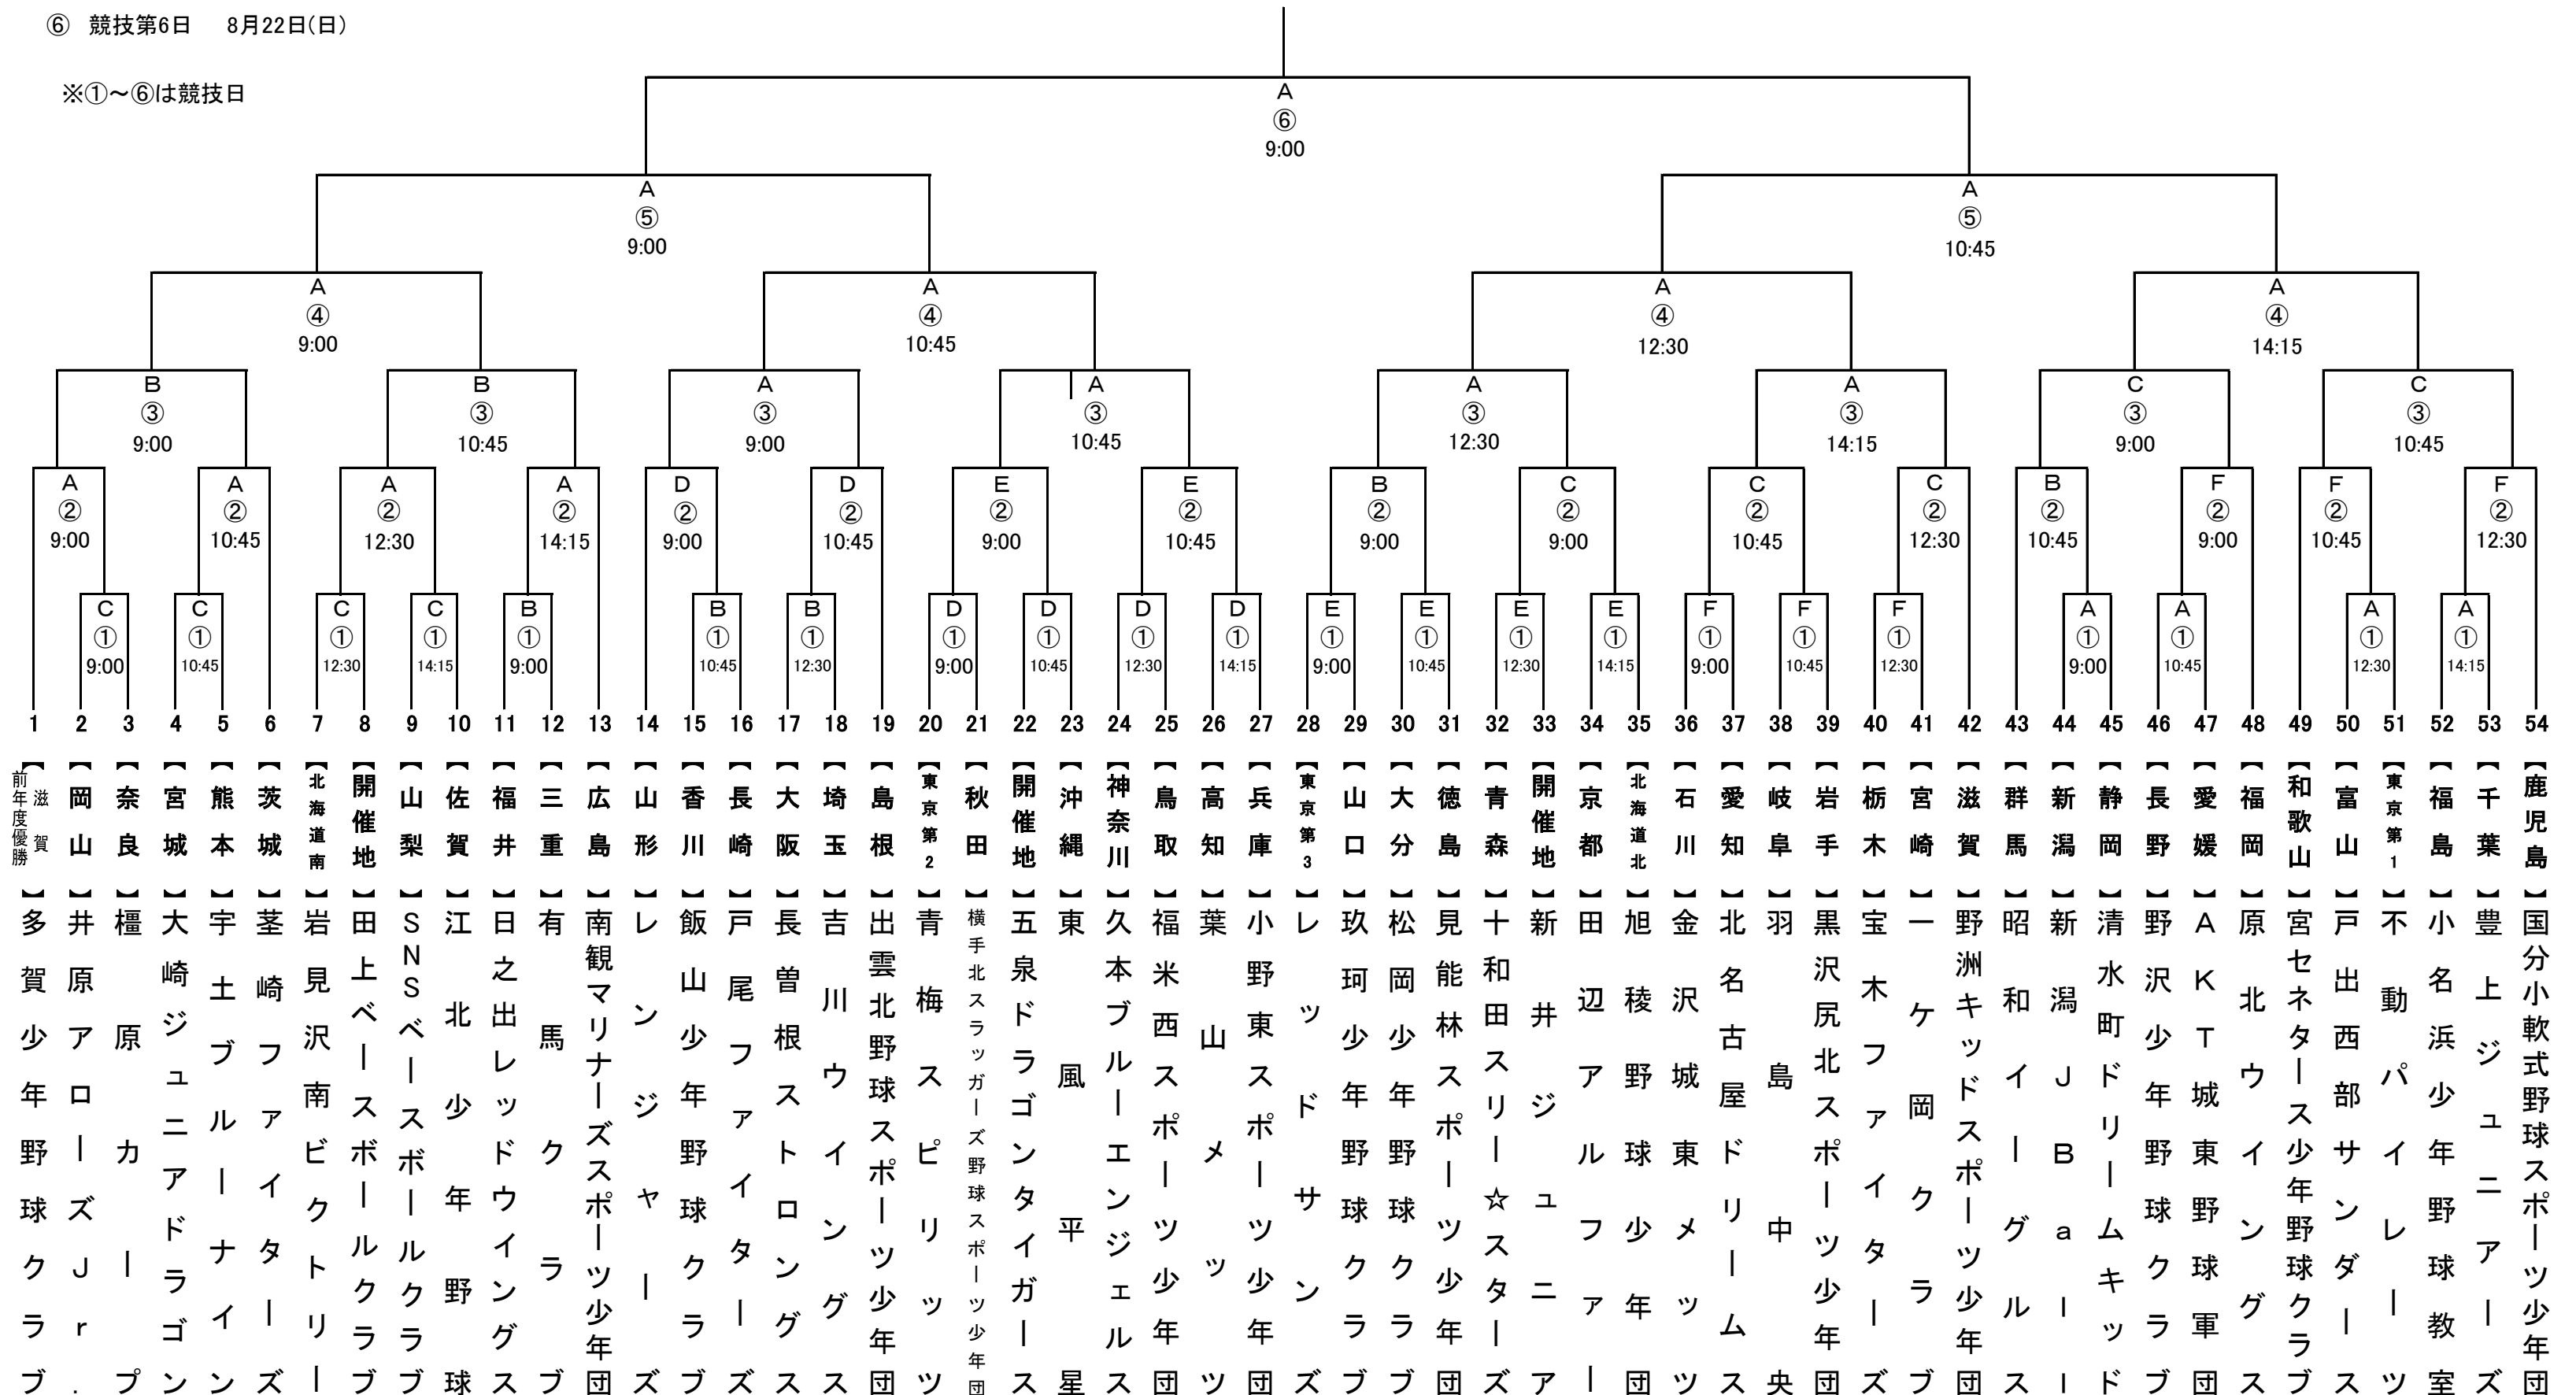 ⑥ 競技第6日 8月22日(日)
※①～⑥は競技日
A
⑥
9:00
A
⑤
9:00
A
⑤
10:45
A
④
9:00
A
④
10:45
A
④
12:30
A
④
14:15
B
③
9:00
B
③
10:45
A
③
9:00
A
③
10:45
A
③
12:30
A
③
14:15
C
③
9:00
C
③
10:45
A
②
9:00
A
②
10:45
A
②
12:30
A
②
14:15
D
②
9:00
D
②
10:45
E
②
9:00
E
②
10:45
B
②
9:00
C
②
9:00
C
②
10:45
C
②
12:30
B
②
10:45
F
②
9:00
F
②
10:45
F
②
12:30
C
①
9:00
C
①
10:45
C
①
12:30
C
①
14:15
B
①
9:00
B
①
10:45
B
①
12:30
D
①
9:00
D
①
10:45
D
①
12:30
D
①
14:15
E
①
9:00
E
①
10:45
E
①
12:30
E
①
14:15
F
①
9:00
F
①
10:45
F
①
12:30
A
①
9:00
A
①
10:45
A
①
12:30
A
①
14:15
1 【滋賀 前年度優勝】 多賀少年野球クラブ
2 【岡山】 井原アローズJr.
3 【奈良】 橿原カープ
4 【宮城】 大崎ジュニアドラゴン
5 【熊本】 宇土ブルーナイン
6 【茨城】 茎崎ファイターズ
7 【北海道南】 岩見沢南ビクトリー
8 【開催地】 田上ベースボールクラブ
9 【山梨】 SNSベースボールクラブ
10 【佐賀】 江北少年野球
11 【福井】 日之出レッドウイングス
12 【三重】 有馬クラブ
13 【広島】 南観マリナーズスポーツ少年団
14 【山形】 レンジャーズ
15 【香川】 飯山少年野球クラブ
16 【長崎】 戸尾ファイターズ
17 【大阪】 長曽根ストロングス
18 【埼玉】 吉川ウイングス
19 【島根】 出雲北野球スポーツ少年団
20 【東京第2】 青梅スピリッツ
21 【秋田】 横手北スラッガーズ野球スポーツ少年団
22 【開催地】 五泉ドラゴンタイガース
23 【沖縄】 東風平星
24 【神奈川】 久本ブルーエンジェルス
25 【鳥取】 福米西スポーツ少年団
26 【高知】 葉山メッツ
27 【兵庫】 小野東スポーツ少年団
28 【東京第3】 レッドサンズ
29 【山口】 玖珂少年野球クラブ
30 【大分】 松岡少年野球クラブ
31 【徳島】 見能林スポーツ少年団
32 【青森】 十和田スリー☆スターズ
33 【開催地】 新井ジュニア
34 【京都】 田辺アルファー
35 【北海道北】 旭稜野球少年団
36 【石川】 金沢城東メッツ
37 【愛知】 北名古屋ドリームス
38 【岐阜】 羽島中央
39 【岩手】 黒沢尻北スポーツ少年団
40 【栃木】 宝木ファイターズ
41 【宮崎】 一ケ岡クラブ
42 【滋賀】 野洲キッドスポーツ少年団
43 【群馬】 昭和イーグルス
44 【新潟】 新潟JBaーー
45 【静岡】 清水町ドリームキッド
46 【長野】 野沢少年野球クラブ
47 【愛媛】 AKT城東野球軍団
48 【福岡】 原北ウイングス
49 【和歌山】 宮セネタース少年野球クラブ
50 【富山】 戸出西部サンダース
51 【東京第1】 不動パイレーツ
52 【福島】 小名浜少年野球教室
53 【千葉】 豊上ジュニアーズ
54 【鹿児島】 国分小軟式野球スポーツ少年団